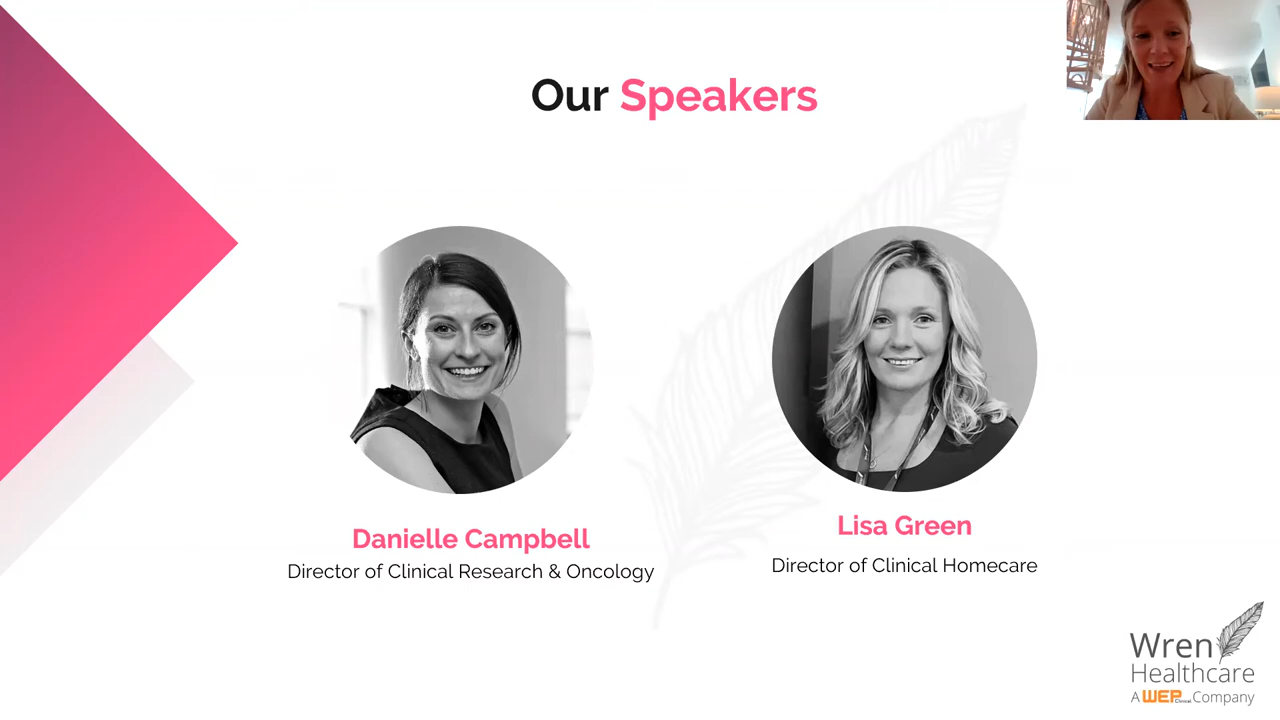 Our Speakers
Danielle Campbell
Director of Clinical Research & Oncology
Lisa Green
Director of Clinical Homecare
Wren
Healthcare
A WEP Clinical Company